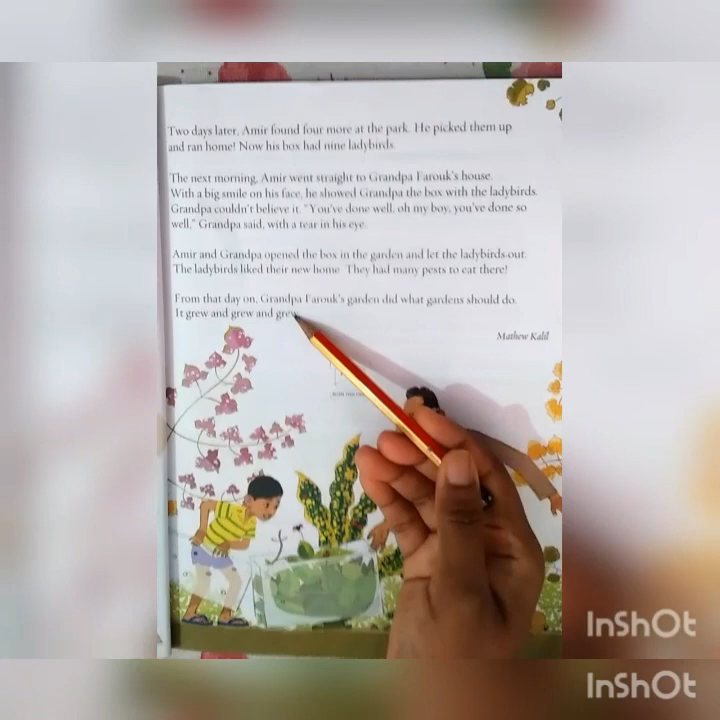 Two days later, Amir found four more at the park. He picked them up
and ran home! Now his box had nine ladybirds.
The next morning, Amir went straight to Grandpa Farouk's house.
With a big smile on his face, he showed Grandpa the box with the ladybirds.
Grandpa couldn't believe it. "You've done well, oh my boy, you've done so
well," Grandpa said, with a tear in his eye.
Amir and Grandpa opened the box in the garden and let the ladybirds out.
The ladybirds liked their new home. They had many pests to eat there!
From that day on, Grandpa Farouk's garden did what gardens should do.
It grew and grew and grew
Mathew Kalil
InShOt
InShOt